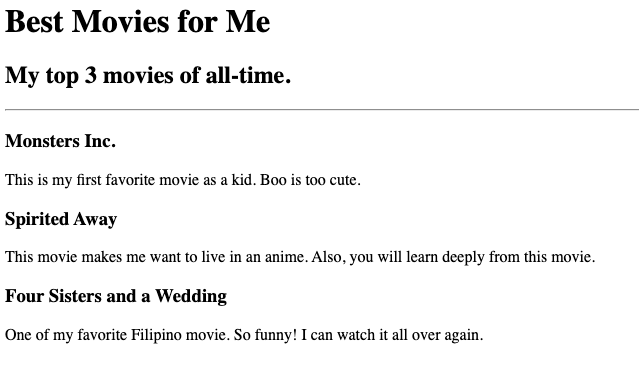 Best Movies for Me
My top 3 movies of all-time.
Monsters Inc.
This is my first favorite movie as a kid. Boo is too cute.
Spirited Away
This movie makes me want to live in an anime. Also, you will learn deeply from this movie.
Four Sisters and a Wedding
One of my favorite Filipino movie. So funny! I can watch it all over again.